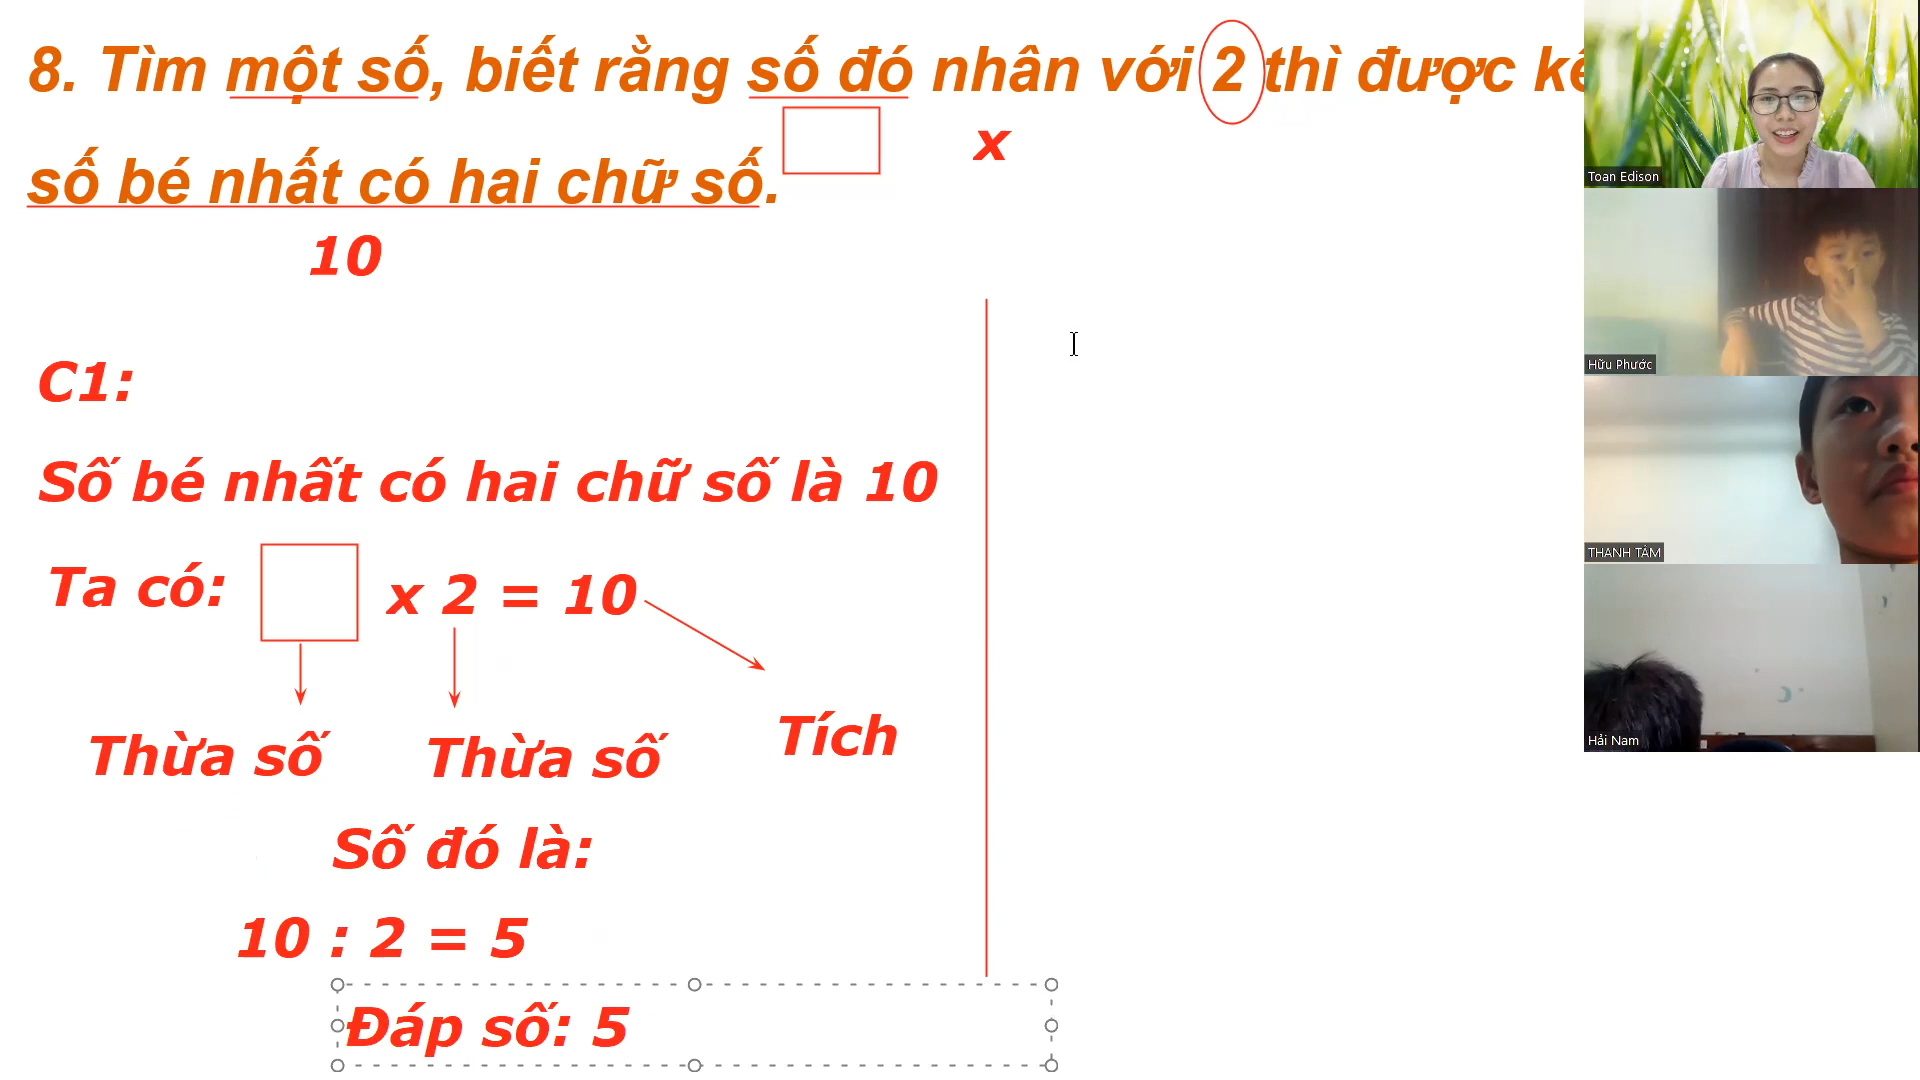 8. Tìm một số, biết rằng số đó nhân với 2 thì được kế
x
số bé nhất có hai chữ số.
10
C1:
Số bé nhất có hai chữ số là 10
Ta có: x 2 = 10
Thừa số Thừa số Tích
Số đó là:
10 : 2 = 5
Đáp số: 5
Toan Edison
Hữu Phước
THANH TÂM
Hải Nam